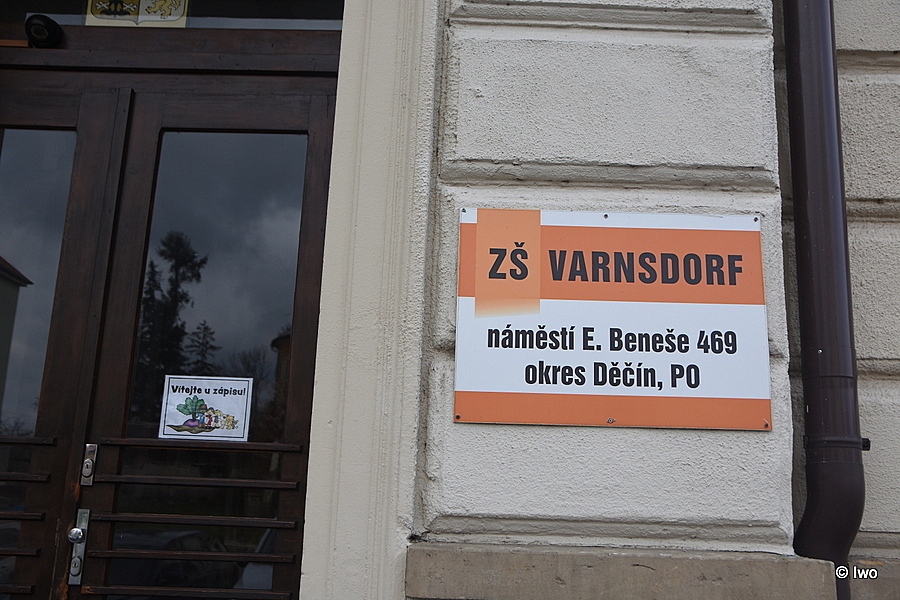 ZŠ VARNSDORF
náměstí E. Beneše 469
okres Děčín, PO
Vítejte u zápisu!
© Iwo